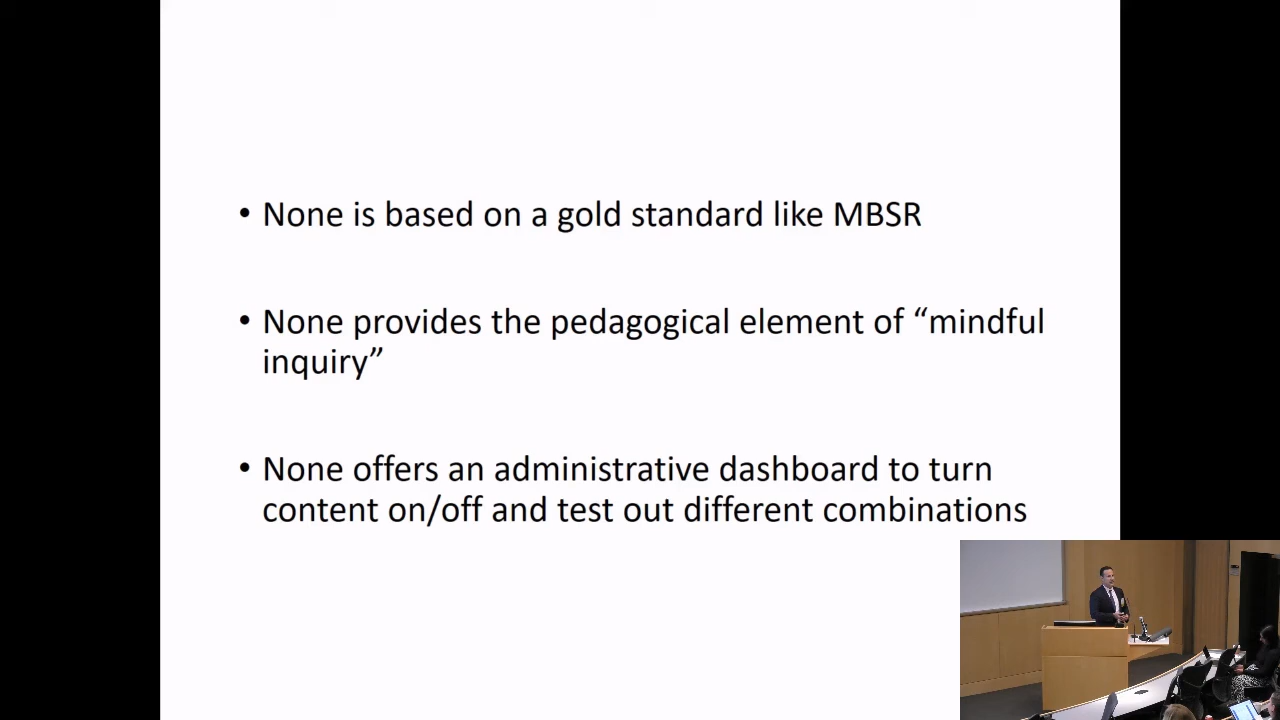 • None is based on a gold standard like MBSR
• None provides the pedagogical element of “mindful
inquiry”
• None offers an administrative dashboard to turn
content on/off and test out different combinations